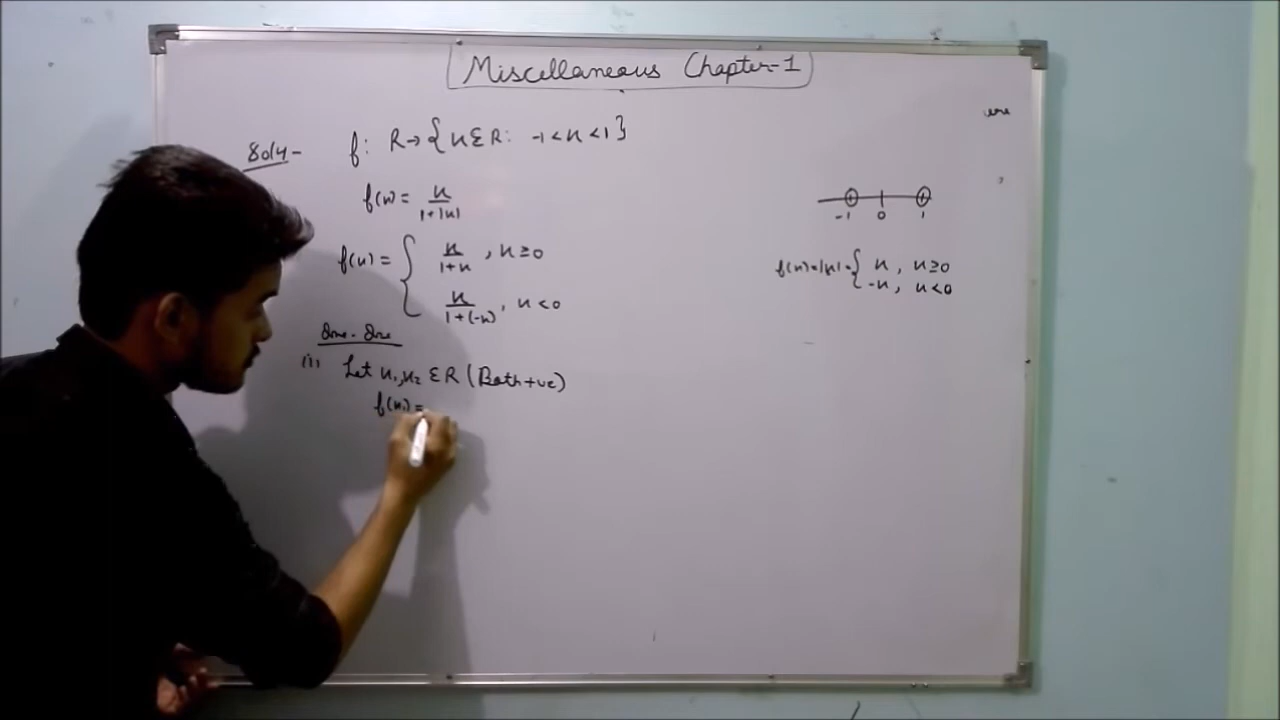 Miscellaneous Chapter-1
Sol4-
f: R→{x∈R: -1<x<1}
f(x) = x/1+|x|
f(x) = { x/1+x , x≥0
x/1+(-x) , x<0
One-One
(i) Let x₁,x₂ ∈ R (Both +ve)
f(x₁) =
-1 0 1
f(x)=|x|={ x , x≥0
-x , x<0